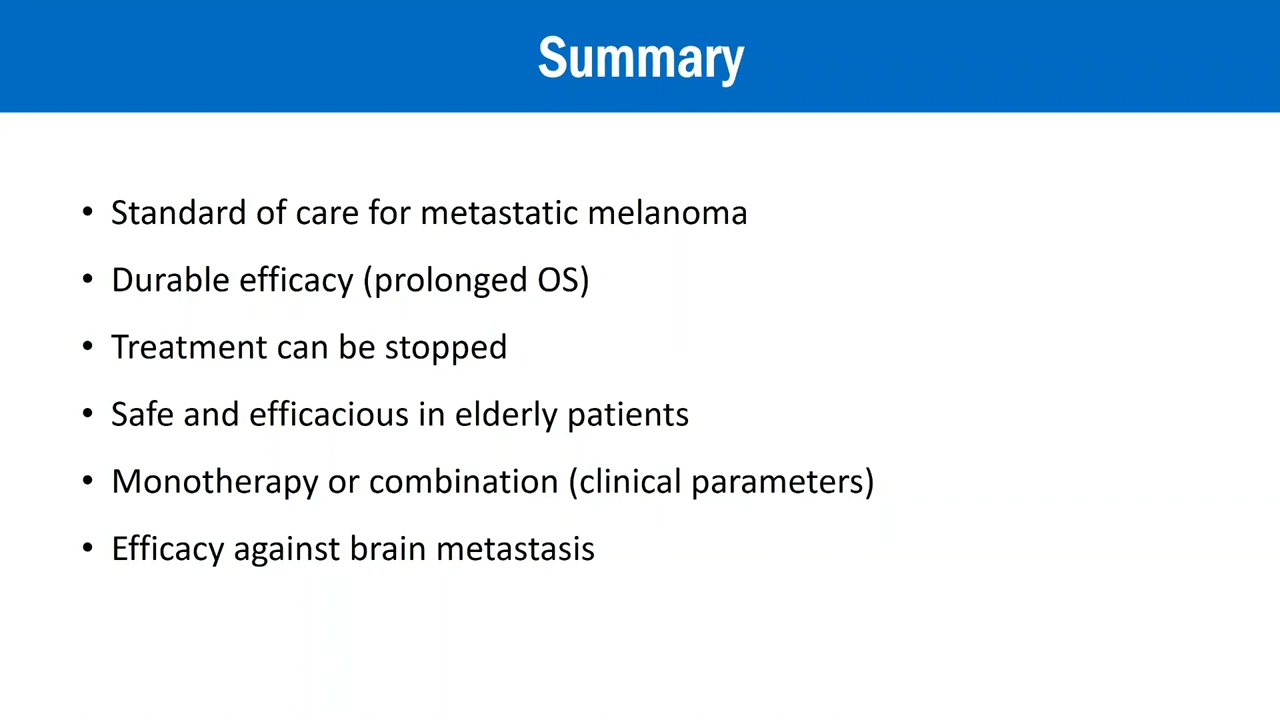 Summary
• Standard of care for metastatic melanoma
• Durable efficacy (prolonged OS)
• Treatment can be stopped
• Safe and efficacious in elderly patients
• Monotherapy or combination (clinical parameters)
• Efficacy against brain metastasis